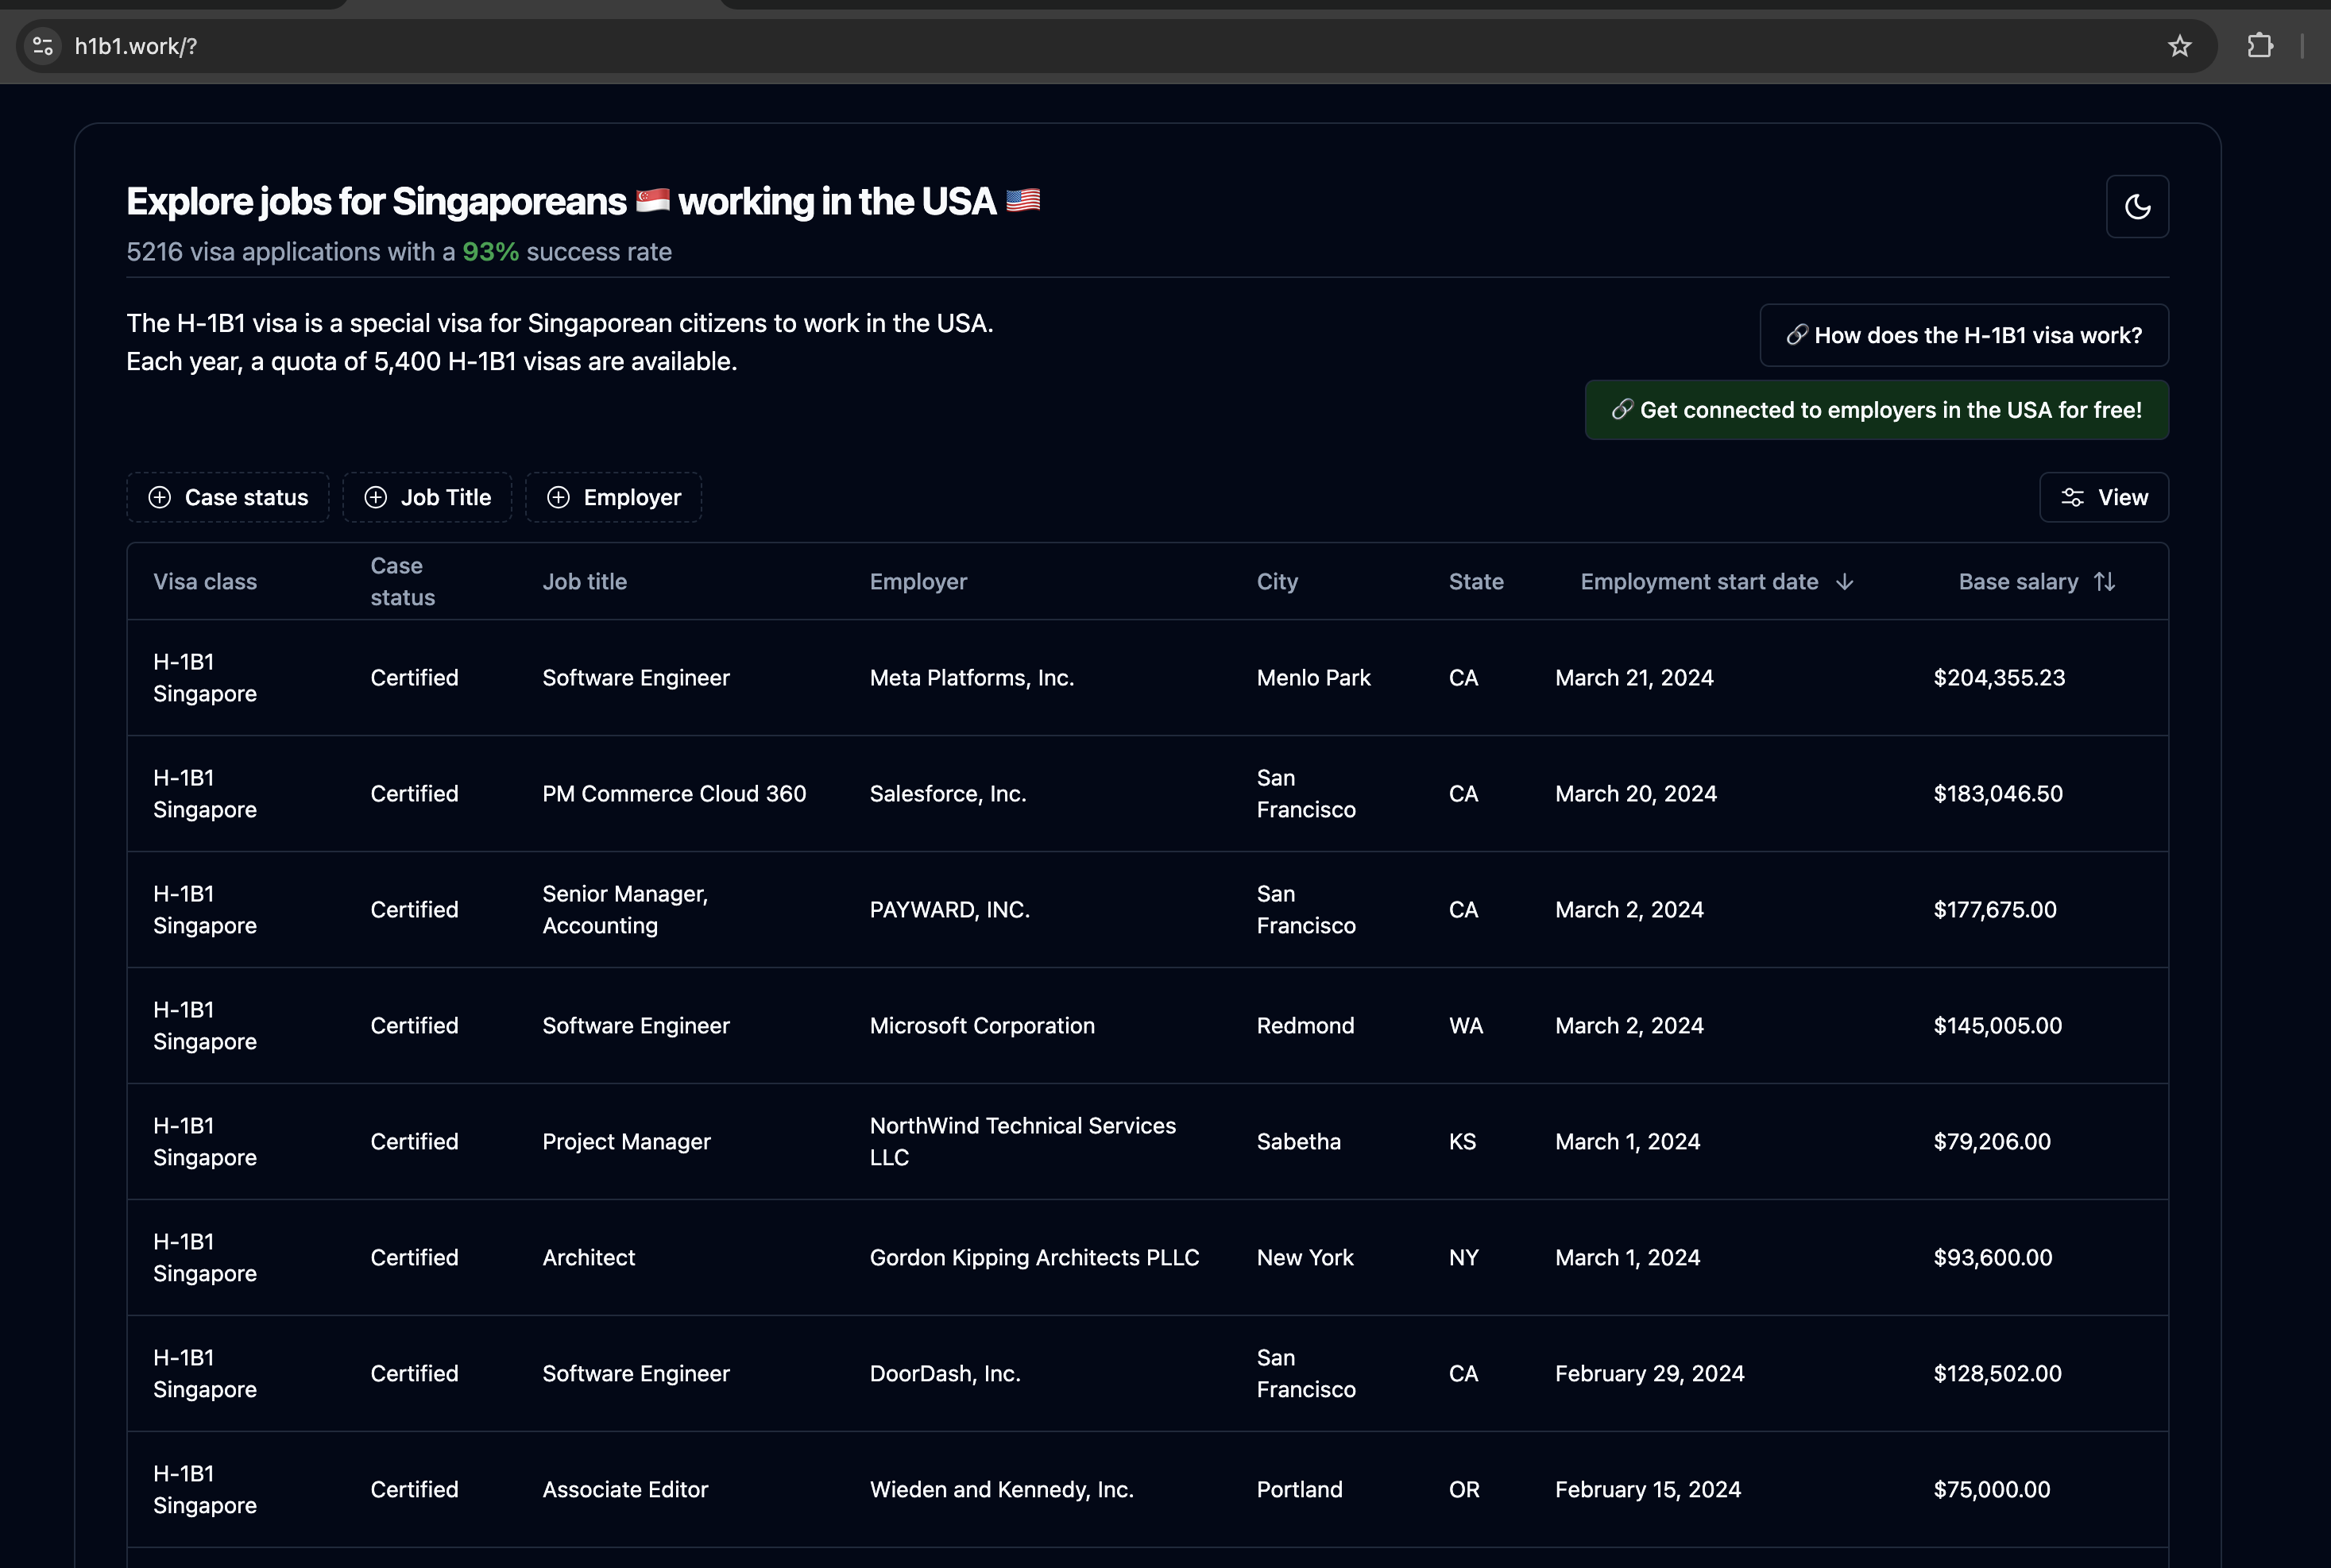 h1b1.work/?
Explore jobs for Singaporeans 🇸🇬 working in the USA 🇺🇸
5216 visa applications with a 93% success rate
The H-1B1 visa is a special visa for Singaporean citizens to work in the USA.
Each year, a quota of 5,400 H-1B1 visas are available.
🔗 How does the H-1B1 visa work?
🔗 Get connected to employers in the USA for free!
Case status
Job Title
Employer
View
Visa class
Case
status
Job title
Employer
City
State
Employment start date
Base salary
H-1B1
Singapore
Certified
Software Engineer
Meta Platforms, Inc.
Menlo Park
CA
March 21, 2024
$204,355.23
H-1B1
Singapore
Certified
PM Commerce Cloud 360
Salesforce, Inc.
San
Francisco
CA
March 20, 2024
$183,046.50
H-1B1
Singapore
Certified
Senior Manager,
Accounting
PAYWARD, INC.
San
Francisco
CA
March 2, 2024
$177,675.00
H-1B1
Singapore
Certified
Software Engineer
Microsoft Corporation
Redmond
WA
March 2, 2024
$145,005.00
H-1B1
Singapore
Certified
Project Manager
NorthWind Technical Services
LLC
Sabetha
KS
March 1, 2024
$79,206.00
H-1B1
Singapore
Certified
Architect
Gordon Kipping Architects PLLC
New York
NY
March 1, 2024
$93,600.00
H-1B1
Singapore
Certified
Software Engineer
DoorDash, Inc.
San
Francisco
CA
February 29, 2024
$128,502.00
H-1B1
Singapore
Certified
Associate Editor
Wieden and Kennedy, Inc.
Portland
OR
February 15, 2024
$75,000.00